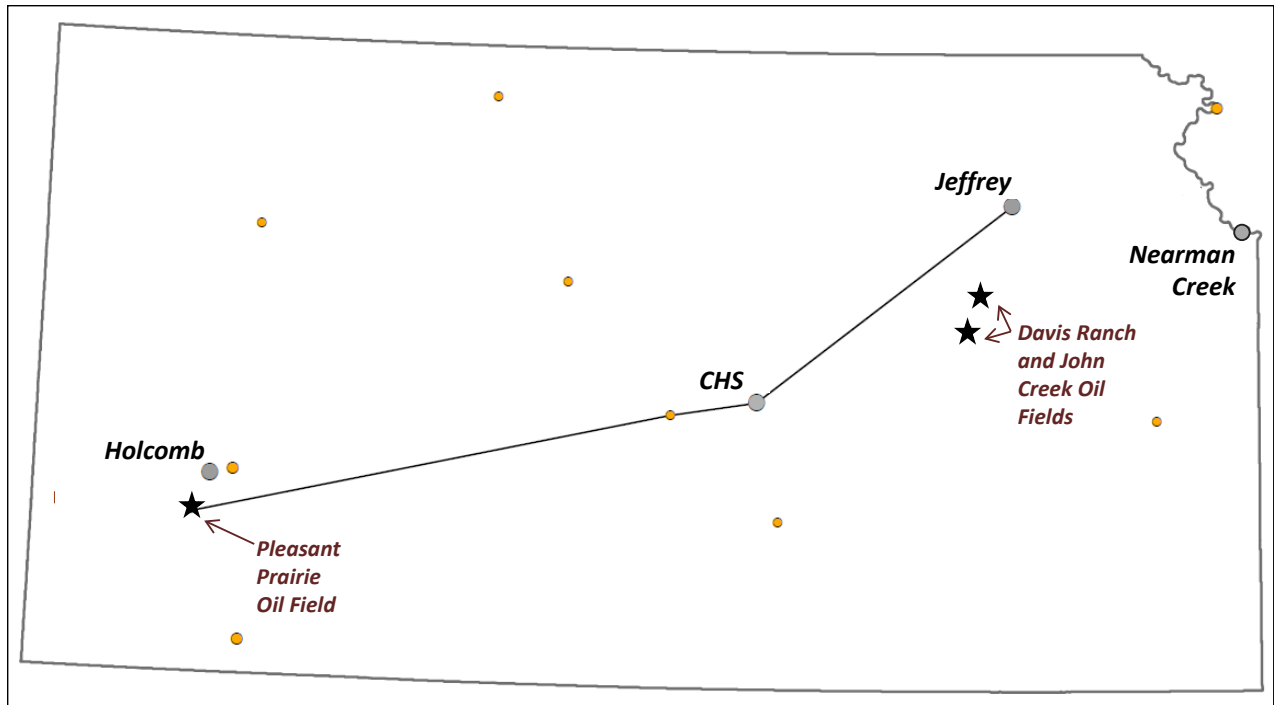 Jeffrey
Nearman
Creek
Davis Ranch
and John
Creek Oil
Fields
CHS
Holcomb
Pleasant
Prairie
Oil Field